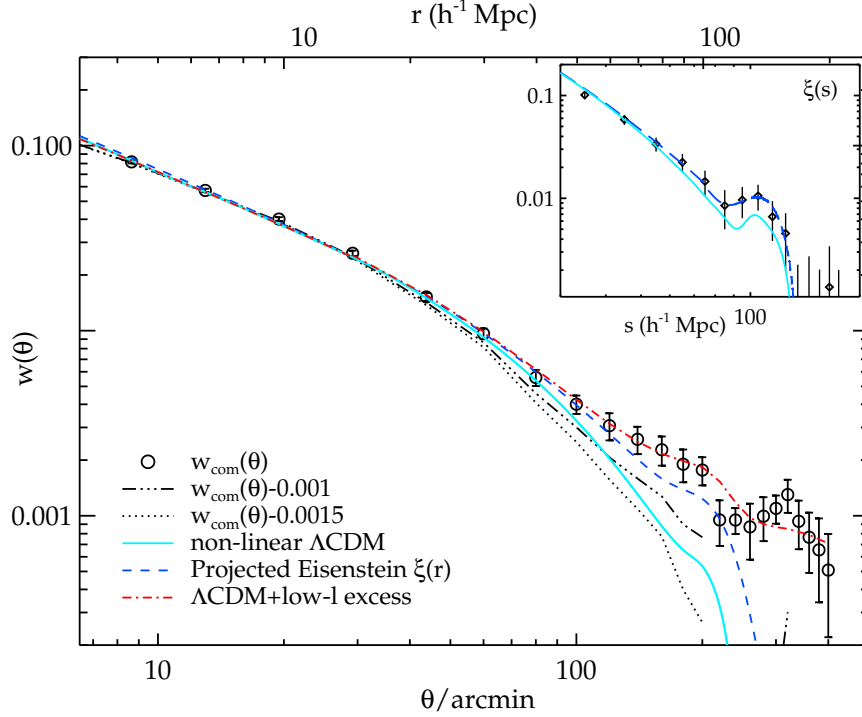 r (h⁻¹ Mpc)
10 100
w(θ)
0.100
0.001
ξ(s)
0.1
0.01
s (h⁻¹ Mpc) 100
w_com(θ)
w_com(θ)-0.001
w_com(θ)-0.0015
non-linear ΛCDM
Projected Eisenstein ξ(r)
ΛCDM+low-l excess
10 100
θ/arcmin